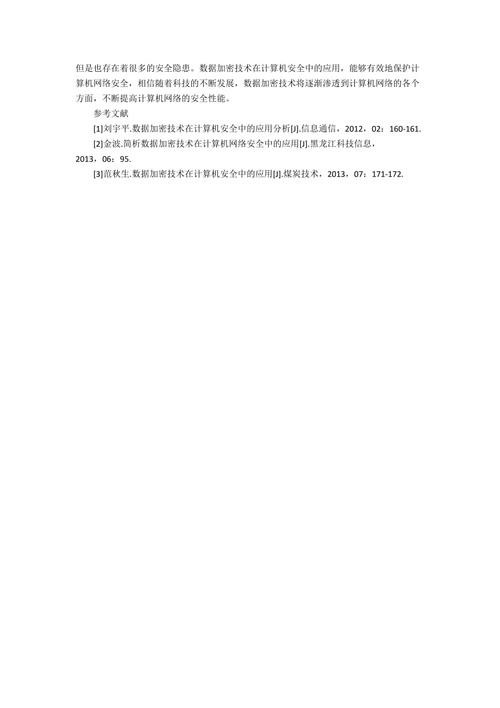 但是也存在着很多的安全隐患。数据加密技术在计算机安全中的应用，能够有效地保护计
算机网络安全，相信随着科技的不断发展，数据加密技术将逐渐渗透到计算机网络的各个
方面，不断提高计算机网络的安全性能。
参考文献
[1]刘宇平.数据加密技术在计算机安全中的应用分析[J].信息通信，2012，02：160-161.
[2]金波.简析数据加密技术在计算机网络安全中的应用[J].黑龙江科技信息，
2013，06：95.
[3]范秋生.数据加密技术在计算机安全中的应用[J].煤炭技术，2013，07：171-172.